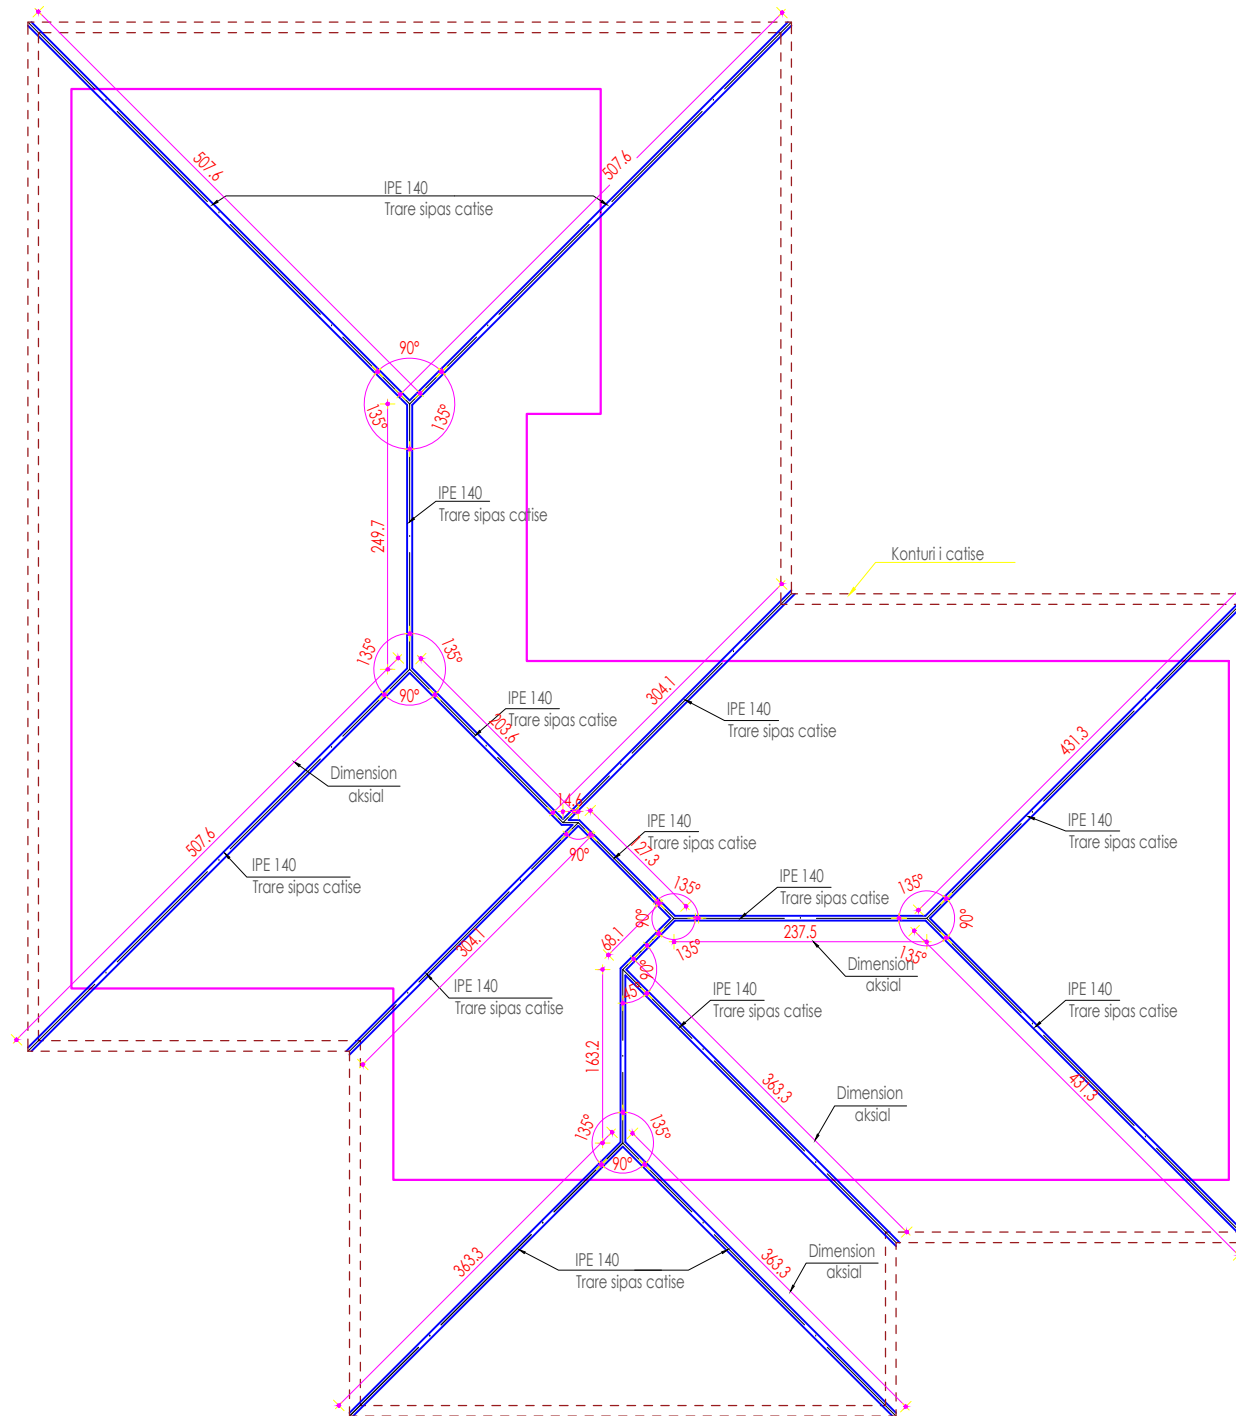 507.6
507.6
IPE 140
Trare sipas catise
90°
135°
135°
IPE 140
Trare sipas catise
249.7
Konturi i catise
135°
135°
90°
304.1
IPE 140
Trare sipas catise
203.6
IPE 140
Trare sipas catise
431.3
Dimension
aksial
14.6
507.6
IPE 140
Trare sipas catise
127.3
IPE 140
Trare sipas catise
90°
IPE 140
Trare sipas catise
135°
IPE 140
Trare sipas catise
135°
90°
90°
304.1
68.1
135°
237.5
135°
Dimension
aksial
90°
45°
IPE 140
Trare sipas catise
IPE 140
Trare sipas catise
IPE 140
Trare sipas catise
163.2
363.3
Dimension
aksial
431.3
135°
135°
90°
363.3
IPE 140
Trare sipas catise
363.3
Dimension
aksial